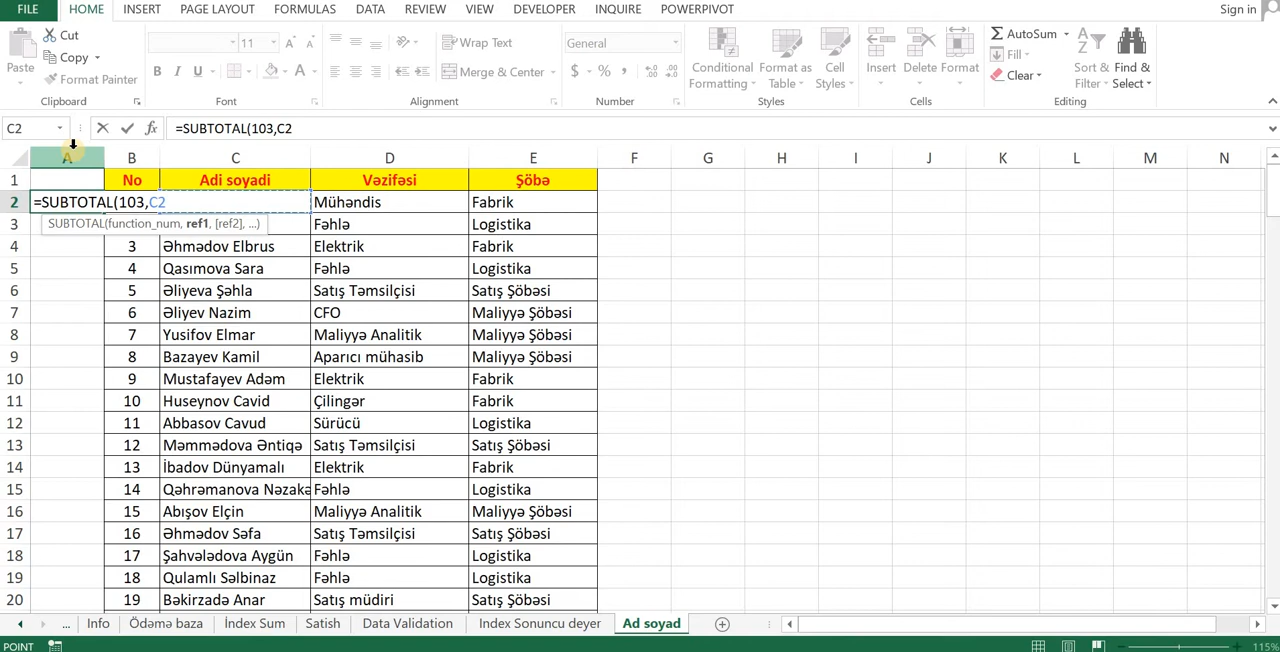 FILE HOME INSERT PAGE LAYOUT FORMULAS DATA REVIEW VIEW DEVELOPER INQUIRE POWERPIVOT Sign in
Paste Cut Copy Format Painter Clipboard
11 B I U A Font
Wrap Text Merge & Center Alignment
General $ % , Number
Conditional Formatting Format as Table Cell Styles Styles
Insert Delete Format Cells
AutoSum Fill Clear Sort & Filter Find & Select Editing
C2 fx =SUBTOTAL(103,C2
A B C D E F G H I J K L M N
1 No Adi soyadi Vəzifəsi Şöbə
2 =SUBTOTAL(103,C2 Mühəndis Fabrik
SUBTOTAL(function_num, ref1, [ref2], ...)
3 Fəhlə Logistika
4 3 Əhmədov Elbrus Elektrik Fabrik
5 4 Qasımova Sara Fəhlə Logistika
6 5 Əliyeva Şəhla Satış Təmsilçisi Satış Şöbəsi
7 6 Əliyev Nazim CFO Maliyyə Şöbəsi
8 7 Yusifov Elmar Maliyyə Analitik Maliyyə Şöbəsi
9 8 Bazayev Kamil Aparıcı mühasib Maliyyə Şöbəsi
10 9 Mustafayev Adəm Elektrik Fabrik
11 10 Huseynov Cavid Çilingər Fabrik
12 11 Abbasov Cavud Sürücü Logistika
13 12 Məmmədova Əntiqə Satış Təmsilçisi Satış Şöbəsi
14 13 İbadov Dünyamalı Elektrik Fabrik
15 14 Qəhrəmanova Nəzakə Fəhlə Logistika
16 15 Abışov Elçin Maliyyə Analitik Maliyyə Şöbəsi
17 16 Əhmədov Səfa Satış Təmsilçisi Satış Şöbəsi
18 17 Şahvələdova Aygün Fəhlə Logistika
19 18 Qulamlı Səlbinaz Fəhlə Logistika
20 19 Bəkirzadə Anar Satış müdiri Satış Şöbəsi
... Info Ödəmə baza İndex Sum Satish Data Validation Index Sonuncu deyer Ad soyad
POINT 115%